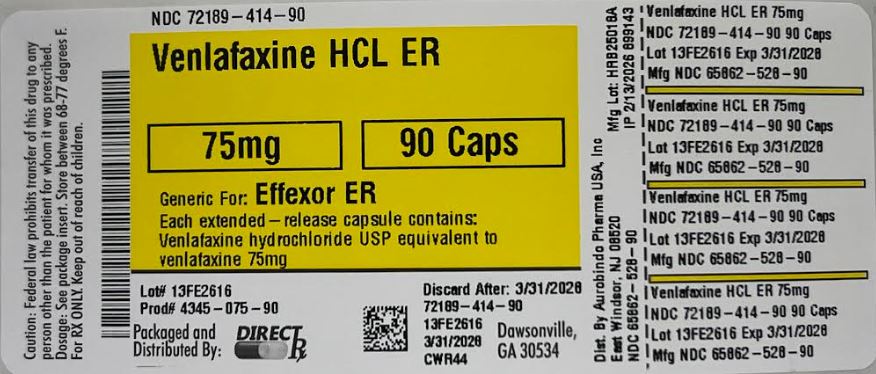 NDC 72189-414-90
Venlafaxine HCL ER
75mg
90 Caps
Generic For: Effexor ER
Each extended-release capsule contains:
Venlafaxine hydrochloride USP equivalent to
venlafaxine 75mg
Lot# 13FE2616
Prod# 4345-075-90
Packaged and
Distributed By:
DIRECT Rx
Discard After: 3/31/2028
72189-414-90
13FE2616
3/31/2028
CWR44
Dawsonville,
GA 30534
Caution: Federal law prohibits transfer of this drug to any
person other than the patient for whom it was prescribed.
Dosage: See package insert. Store between 68-77 degrees F.
For RX ONLY. Keep out of reach of children.
Mfg Lot: HRB25018A
IP 2/13/2026 899143
Dist. By Aurobindo Pharma USA, Inc
East Windsor, NJ 08520
NDC 65862-528-90
Venlafaxine HCL ER 75mg
NDC 72189-414-90 90 Caps
Lot 13FE2616 Exp 3/31/2028
Mfg NDC 65862-528-90
Venlafaxine HCL ER 75mg
NDC 72189-414-90 90 Caps
Lot 13FE2616 Exp 3/31/2028
Mfg NDC 65862-528-90
Venlafaxine HCL ER 75mg
NDC 72189-414-90 90 Caps
Lot 13FE2616 Exp 3/31/2028
Mfg NDC 65862-528-90
Venlafaxine HCL ER 75mg
NDC 72189-414-90 90 Caps
Lot 13FE2616 Exp 3/31/2028
Mfg NDC 65862-528-90